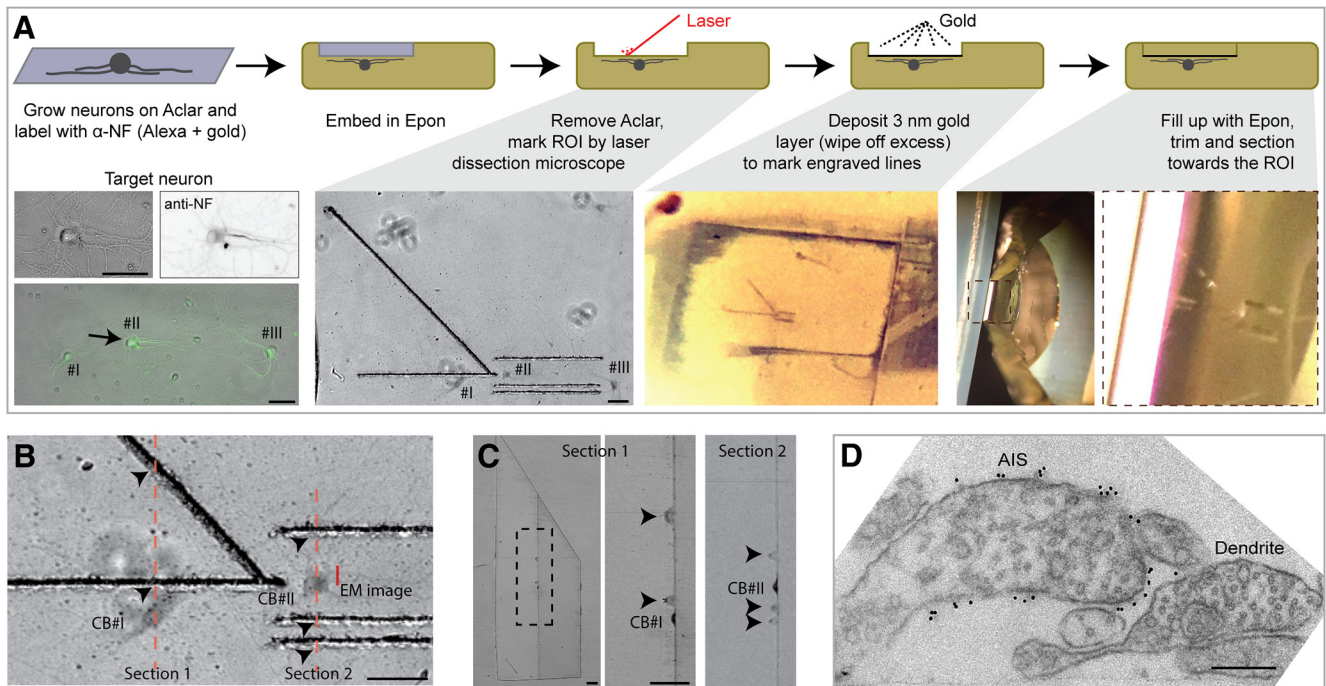 A
Laser
Gold
Grow neurons on Aclar and
label with α-NF (Alexa + gold)
Embed in Epon
Remove Aclar,
mark ROI by laser
dissection microscope
Deposit 3 nm gold
layer (wipe off excess)
to mark engraved lines
Fill up with Epon,
trim and section
towards the ROI
Target neuron
anti-NF
#II
#III
#I
#III
#II
#I
B
CB#II
EM image
CB#I
Section 1
Section 2
C
Section 1
Section 2
CB#II
CB#I
D
AIS
Dendrite